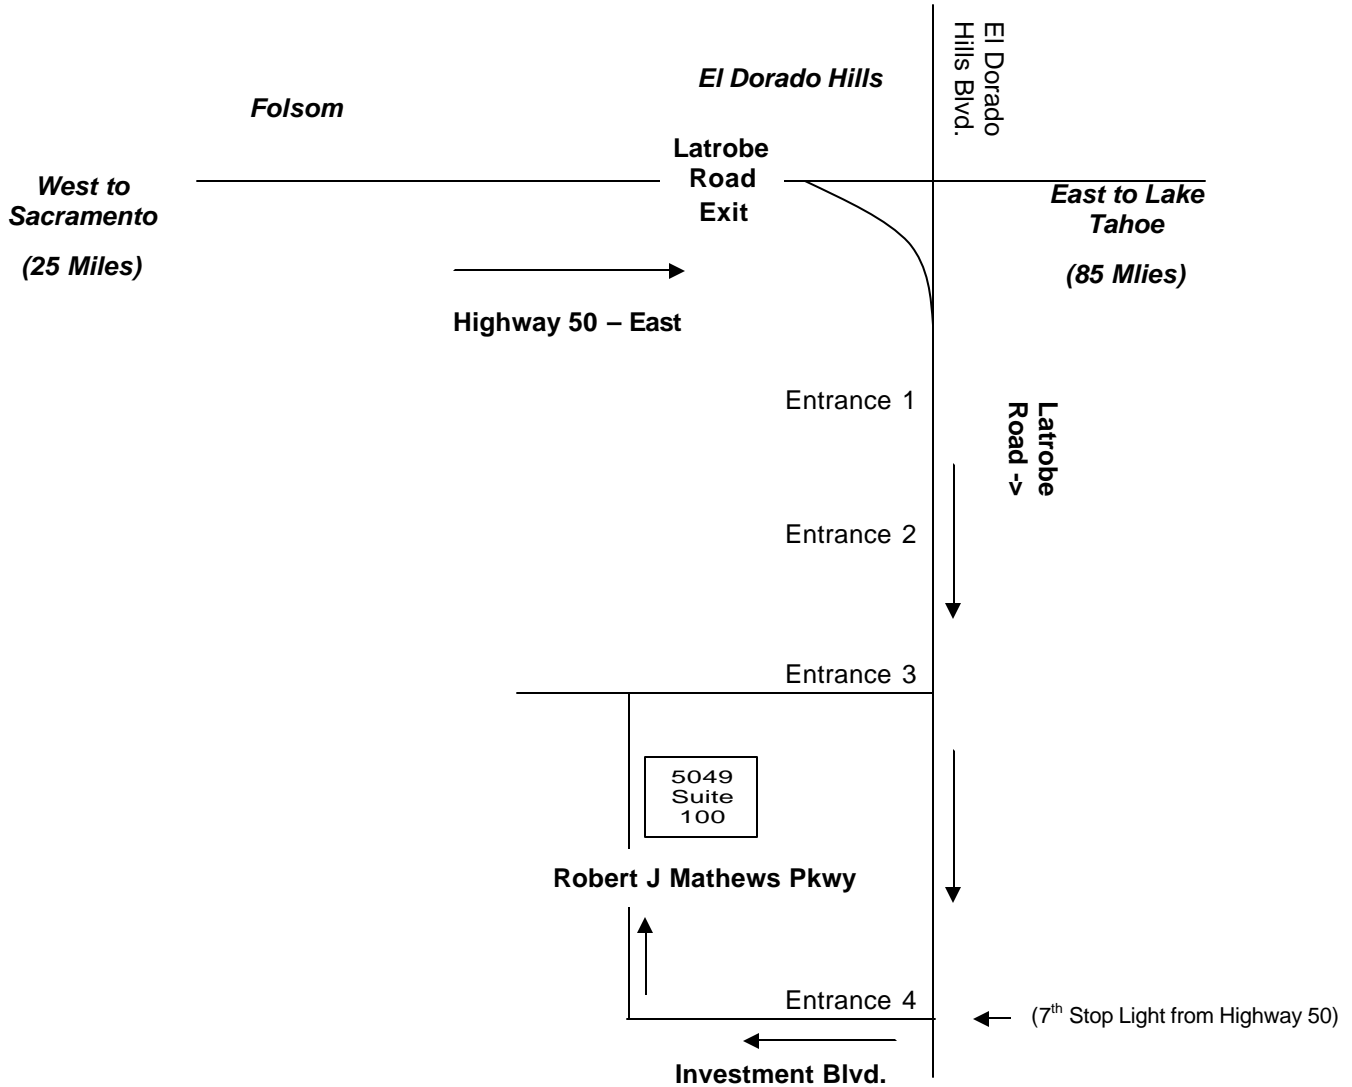 El Dorado
Hills Blvd.
El Dorado Hills
Folsom
Latrobe
Road
Exit
West to
Sacramento
(25 Miles)
East to Lake
Tahoe
(85 Mlies)
Highway 50 – East
Entrance 1
Latrobe
Road ->
Entrance 2
Entrance 3
5049
Suite
100
Robert J Mathews Pkwy
Entrance 4
(7th Stop Light from Highway 50)
Investment Blvd.